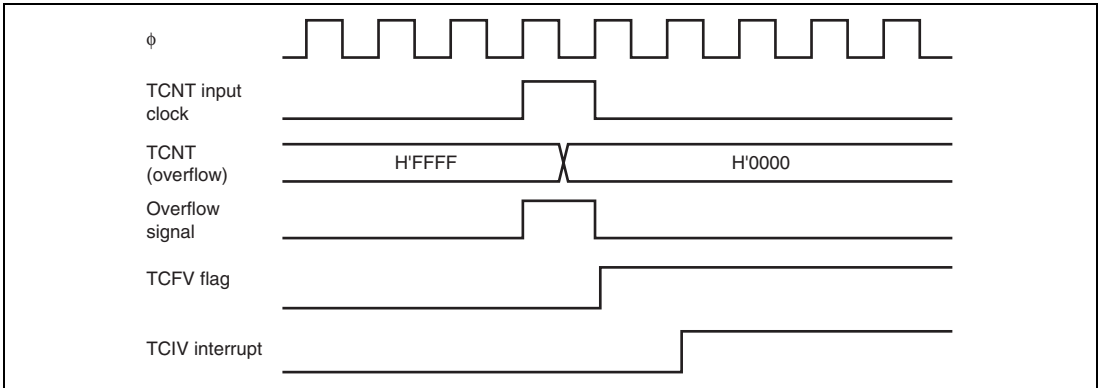 ϕ
TCNT input
clock
TCNT
(overflow)
H'FFFF
H'0000
Overflow
signal
TCFV flag
TCIV interrupt